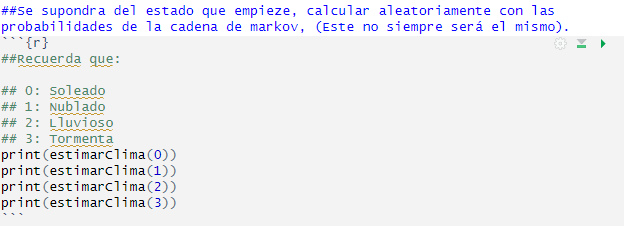 ##Se supondra del estado que empieze, calcular aleatoriamente con las
probabilidades de la cadena de markov, (Este no siempre será el mismo).
```{r}
##Recuerda que:
## 0: Soleado
## 1: Nublado
## 2: Lluvioso
## 3: Tormenta
print(estimarClima(0))
print(estimarClima(1))
print(estimarClima(2))
print(estimarClima(3))
```